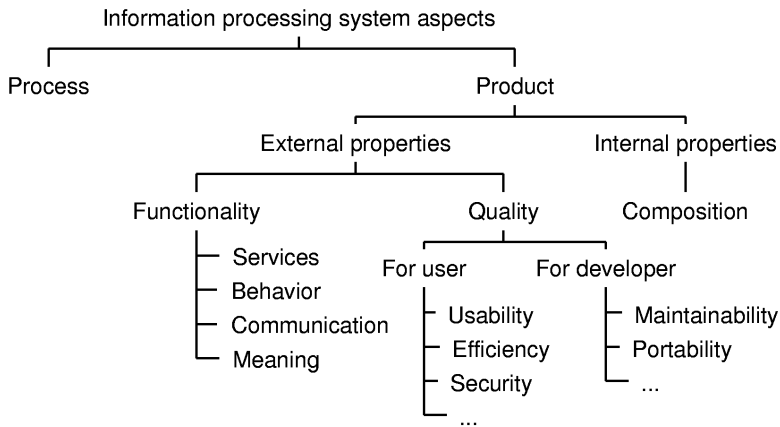 Information processing system aspects
Process
Product
External properties
Internal properties
Functionality
Quality
Composition
Services
Behavior
Communication
Meaning
For user
For developer
Usability
Efficiency
Security
...
Maintainability
Portability
...